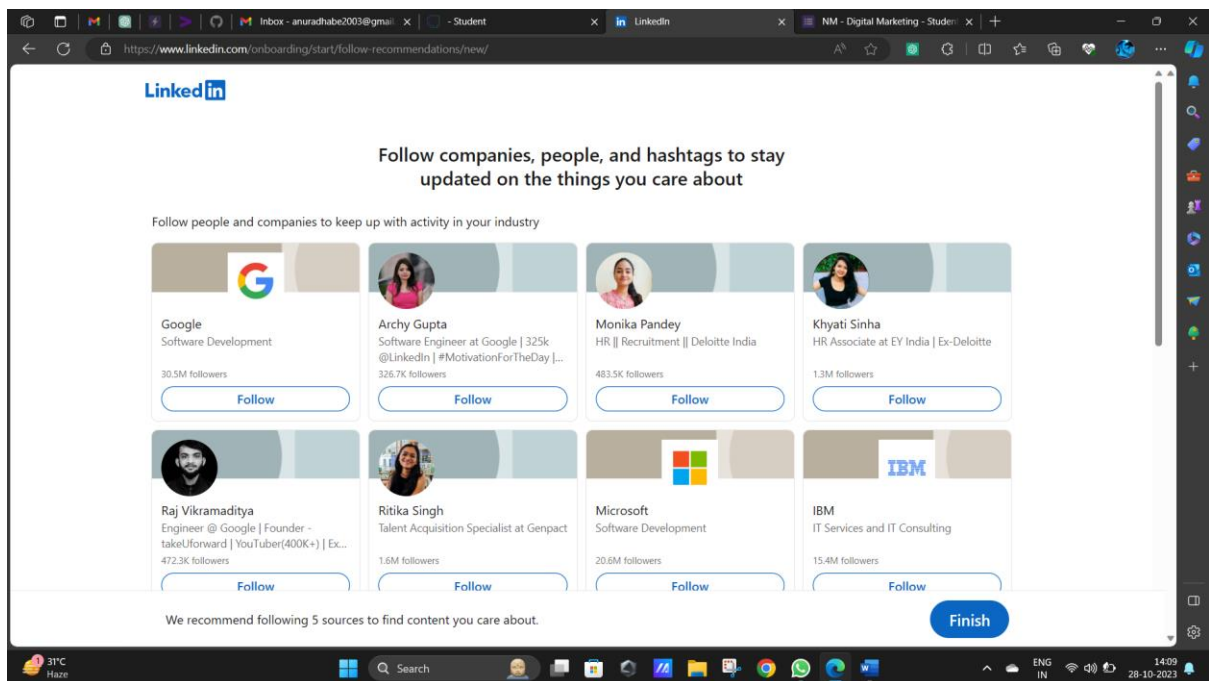 Inbox - anuradhabe2003@gmail.
- Student
LinkedIn
NM - Digital Marketing - Studen
https://www.linkedin.com/onboarding/start/follow-recommendations/new/
Linked in
Follow companies, people, and hashtags to stay
updated on the things you care about
Follow people and companies to keep up with activity in your industry
Google
Software Development
30.5M followers
Follow
Archy Gupta
Software Engineer at Google | 325k
@LinkedIn | #MotivationForTheDay |...
326.7K followers
Follow
Monika Pandey
HR || Recruitment || Deloitte India
483.5K followers
Follow
Khyati Sinha
HR Associate at EY India | Ex-Deloitte
1.3M followers
Follow
Raj Vikramaditya
Engineer @ Google | Founder -
takeUforward | YouTuber(400K+) | Ex...
472.3K followers
Follow
Ritika Singh
Talent Acquisition Specialist at Genpact
1.6M followers
Follow
Microsoft
Software Development
20.6M followers
Follow
IBM
IBM
IT Services and IT Consulting
15.4M followers
Follow
We recommend following 5 sources to find content you care about.
Finish
1
31°C
Haze
Search
ENG
IN
14:09
28-10-2023